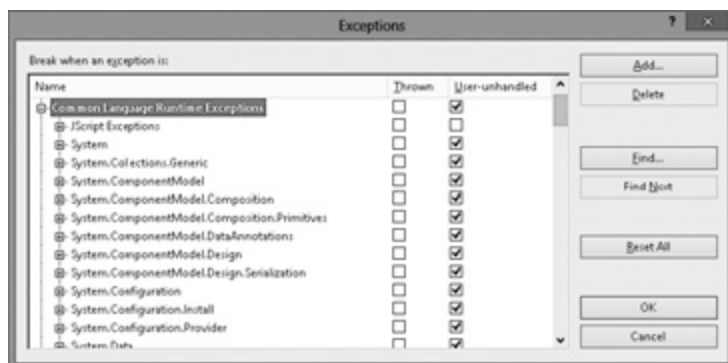 Exceptions
?
Break when an exception is:
Name Thrown User-unhandled
Common Language Runtime Exceptions
JScript Exceptions
System
System.Collections.Generic
System.ComponentModel
System.ComponentModel.Composition
System.ComponentModel.Composition.Primitives
System.ComponentModel.DataAnnotations
System.ComponentModel.Design
System.ComponentModel.Design.Serialization
System.Configuration
System.Configuration.Install
System.Configuration.Provider
System.Data
Add...
Delete
Find...
Find Next
Reset All
OK
Cancel